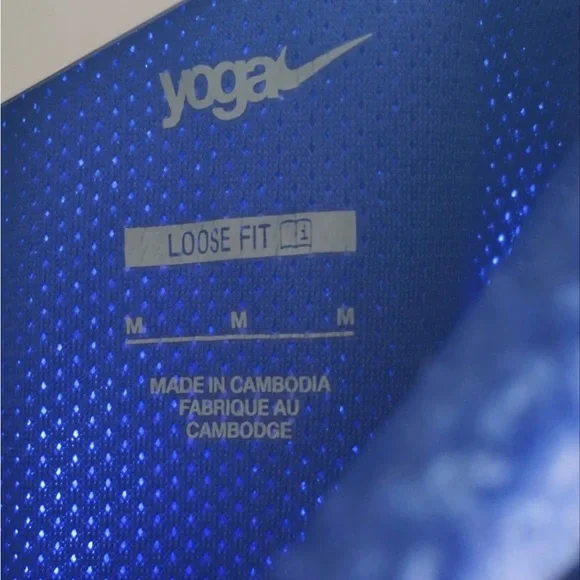 yoga
LOOSE FIT i
M M M
MADE IN CAMBODIA
FABRIQUE AU
CAMBODGE